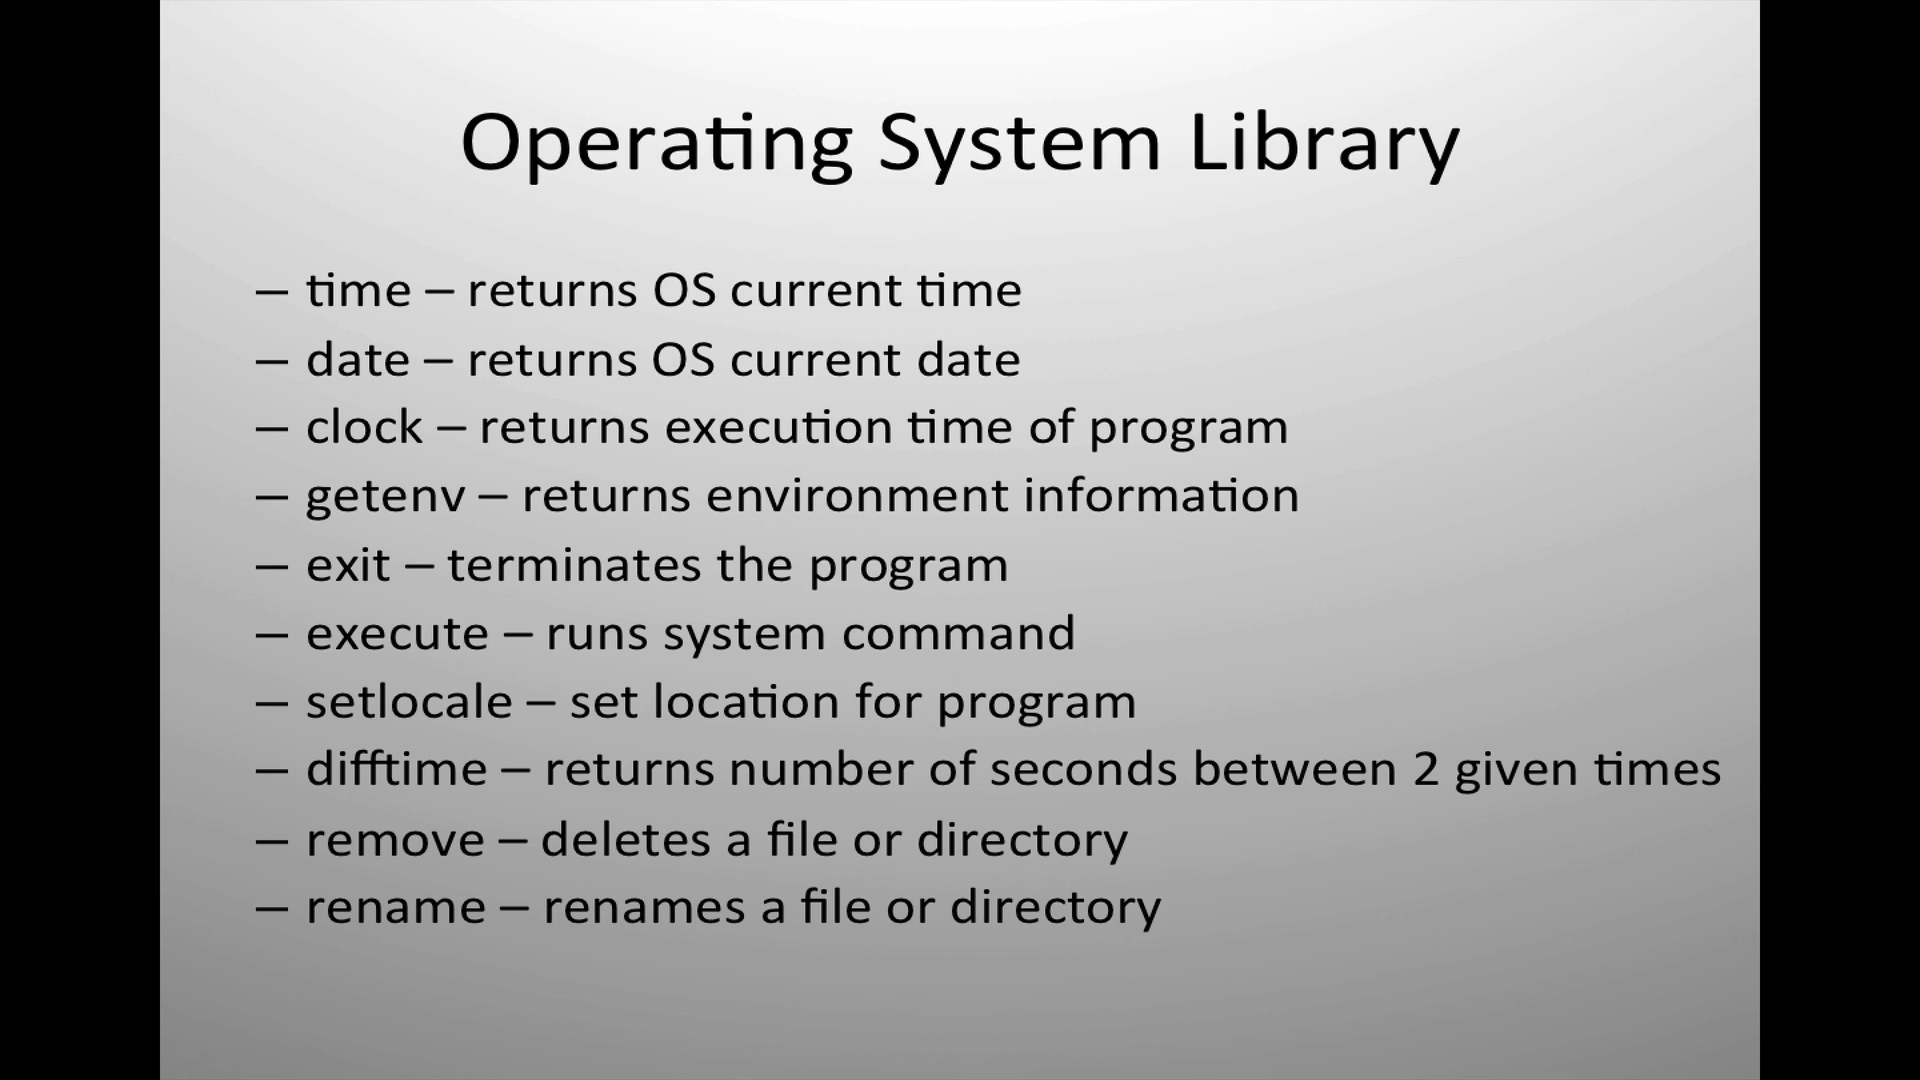 Operating System Library
– time – returns OS current time
– date – returns OS current date
– clock – returns execution time of program
– getenv – returns environment information
– exit – terminates the program
– execute – runs system command
– setlocale – set location for program
– difftime – returns number of seconds between 2 given times
– remove – deletes a file or directory
– rename – renames a file or directory